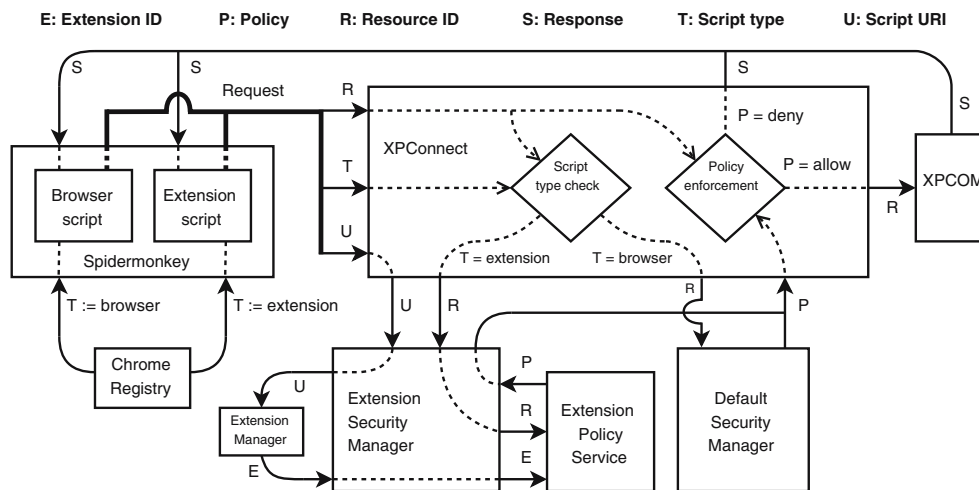 E: Extension ID P: Policy R: Resource ID S: Response T: Script type U: Script URI
S
S
S
S
Request
R
P = deny
XPConnect
Script
type check
Policy
enforcement
P = allow
XPCOM
T
R
Browser
script
Extension
script
U
Spidermonkey
T = extension
T = browser
T := browser
T := extension
U
R
R
P
Chrome
Registry
U
P
Extension
Manager
Extension
Security
Manager
R
Extension
Policy
Service
Default
Security
Manager
E
E